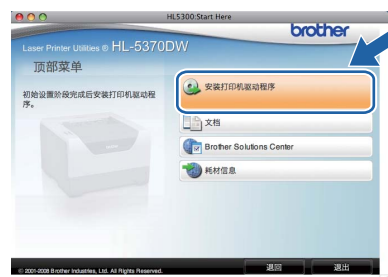 HL5300:Start Here
brother
Laser Printer Utilities ® HL-5370DW
顶部菜单
初始设置阶段完成后安装打印机驱动程
序。
安装打印机驱动程序
文档
Brother Solutions Center
耗材信息
© 2001-2008 Brother Industries, Ltd. All Rights Reserved.
退回
退出